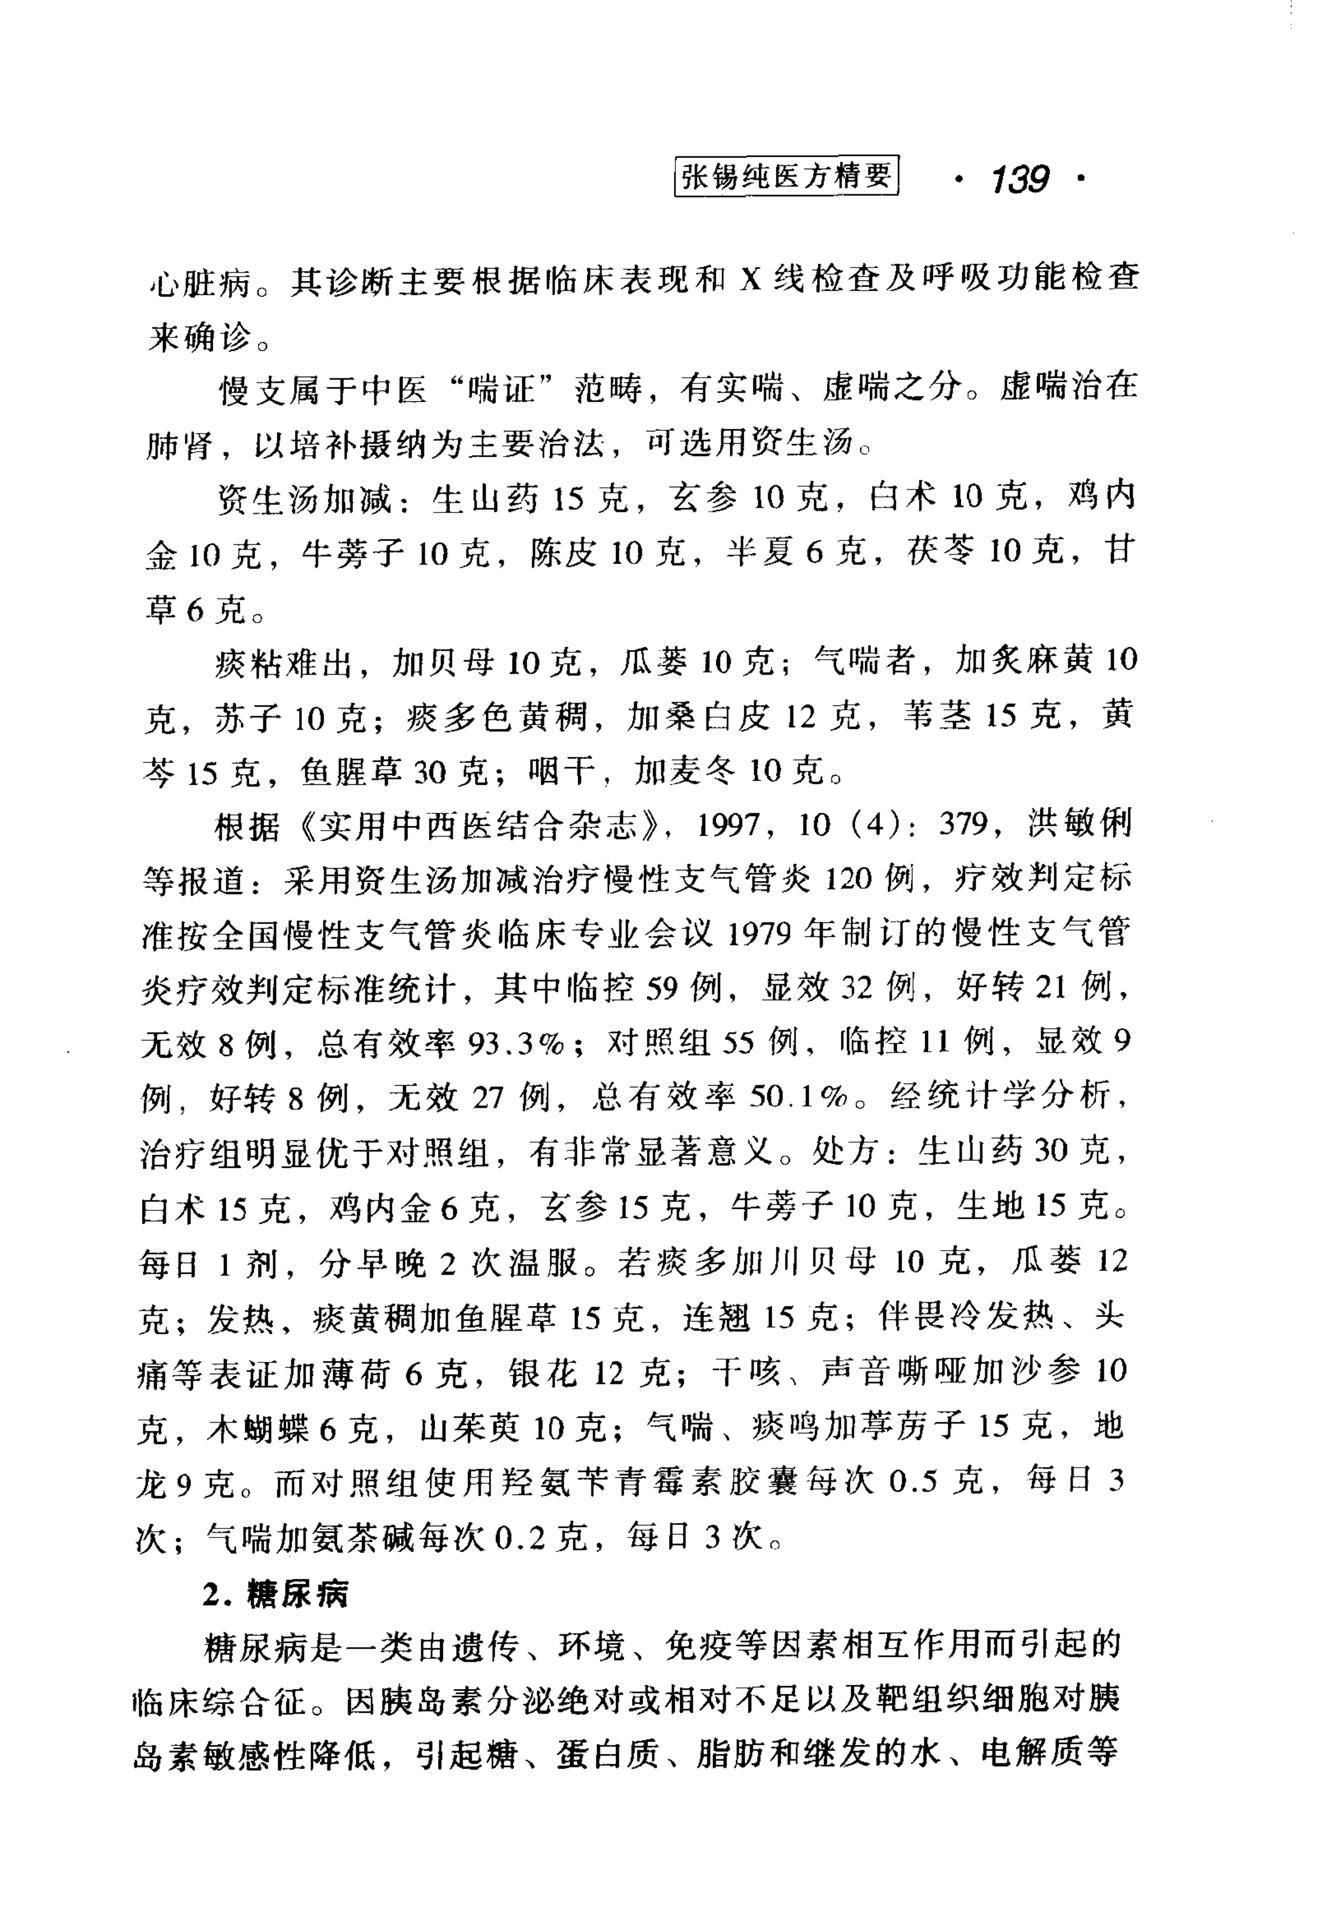 张锡纯医方精要 · 139 ·
心脏病。其诊断主要根据临床表现和 X 线检查及呼吸功能检查
来确诊。
慢支属于中医“喘证”范畴，有实喘、虚喘之分。虚喘治在
肺肾，以培补摄纳为主要治法，可选用资生汤。
资生汤加减：生山药 15 克，玄参 10 克，白术 10 克，鸡内
金 10 克，牛蒡子 10 克，陈皮 10 克，半夏 6 克，茯苓 10 克，甘
草 6 克。
痰粘难出，加贝母 10 克，瓜蒌 10 克；气喘者，加炙麻黄 10
克，苏子 10 克；痰多色黄稠，加桑白皮 12 克，苇茎 15 克，黄
芩 15 克，鱼腥草 30 克；咽干，加麦冬 10 克。
根据《实用中西医结合杂志》，1997，10（4）：379，洪敏俐
等报道：采用资生汤加减治疗慢性支气管炎 120 例，疗效判定标
准按全国慢性支气管炎临床专业会议 1979 年制订的慢性支气管
炎疗效判定标准统计，其中临控 59 例，显效 32 例，好转 21 例，
无效 8 例，总有效率 93.3%；对照组 55 例，临控 11 例，显效 9
例，好转 8 例，无效 27 例，总有效率 50.1%。经统计学分析，
治疗组明显优于对照组，有非常显著意义。处方：生山药 30 克，
白术 15 克，鸡内金 6 克，玄参 15 克，牛蒡子 10 克，生地 15 克。
每日 1 剂，分早晚 2 次温服。若痰多加川贝母 10 克，瓜蒌 12
克；发热，痰黄稠加鱼腥草 15 克，连翘 15 克；伴畏冷发热、头
痛等表证加薄荷 6 克，银花 12 克；干咳、声音嘶哑加沙参 10
克，木蝴蝶 6 克，山茱萸 10 克；气喘、痰鸣加葶苈子 15 克，地
龙 9 克。而对照组使用羟氨苄青霉素胶囊每次 0.5 克，每日 3
次；气喘加氨茶碱每次 0.2 克，每日 3 次。
2. 糖尿病
糖尿病是一类由遗传、环境、免疫等因素相互作用而引起的
临床综合征。因胰岛素分泌绝对或相对不足以及靶组织细胞对胰
岛素敏感性降低，引起糖、蛋白质、脂肪和继发的水、电解质等